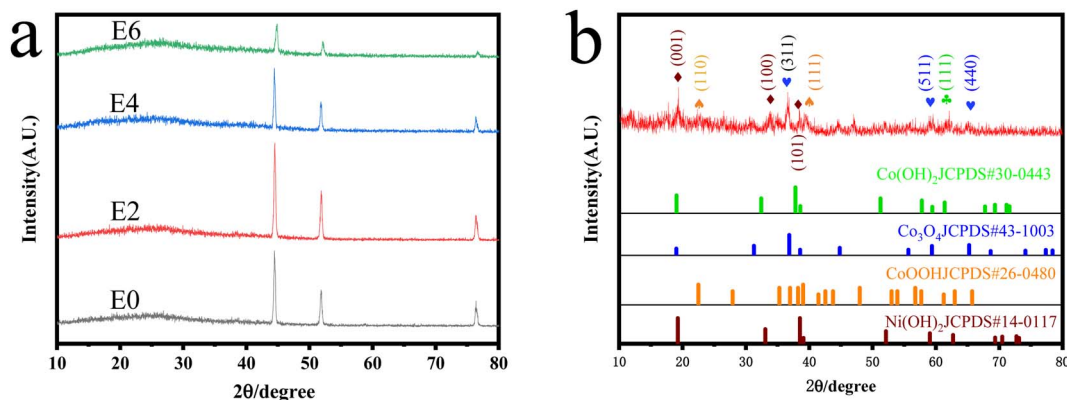 a
E6
E4
E2
E0
Intensity(A.U.)
10 20 30 40 50 60 70 80
2θ/degree
b
(001)
(110)
(100)
(311)
(101)
(111)
(511)
(111)
(440)
Co(OH)₂JCPDS#30-0443
Co₃O₄JCPDS#43-1003
CoOOHJCPDS#26-0480
Ni(OH)₂JCPDS#14-0117
Intensity(A.U.)
10 20 30 40 50 60 70 80
2θ/degree